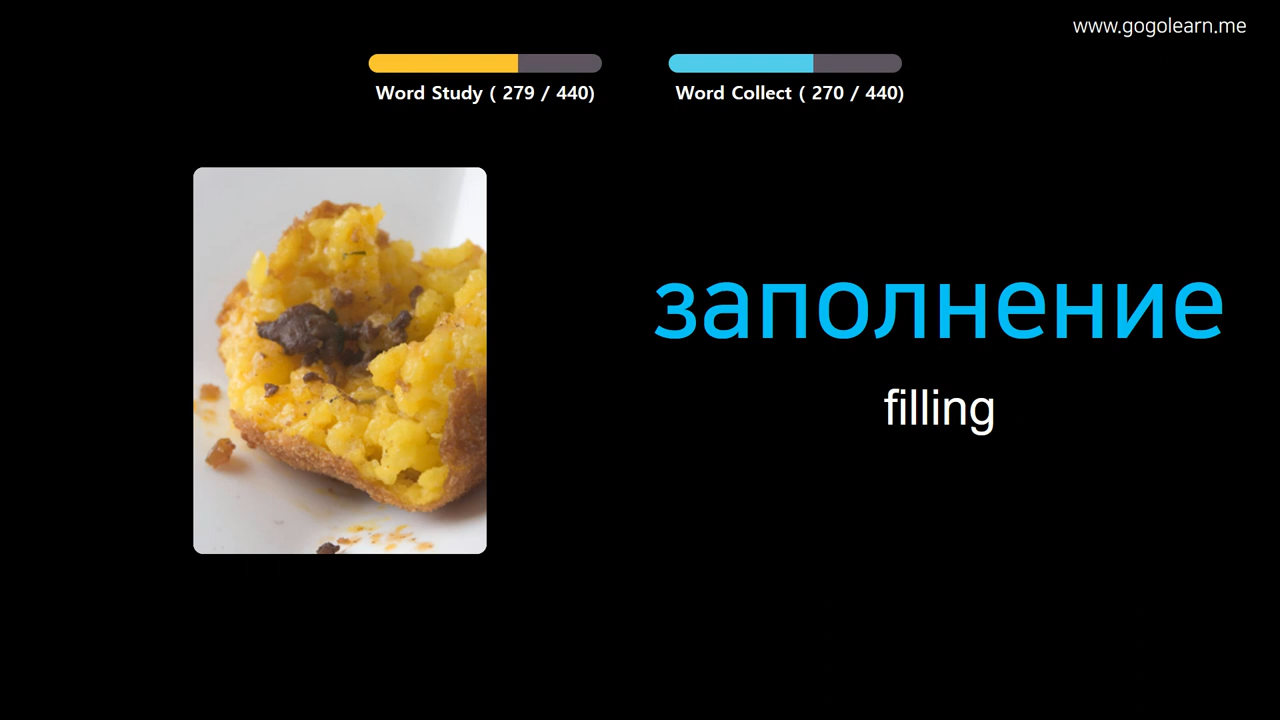 www.gogolearn.me
Word Study ( 279 / 440)
Word Collect ( 270 / 440)
заполнение
filling